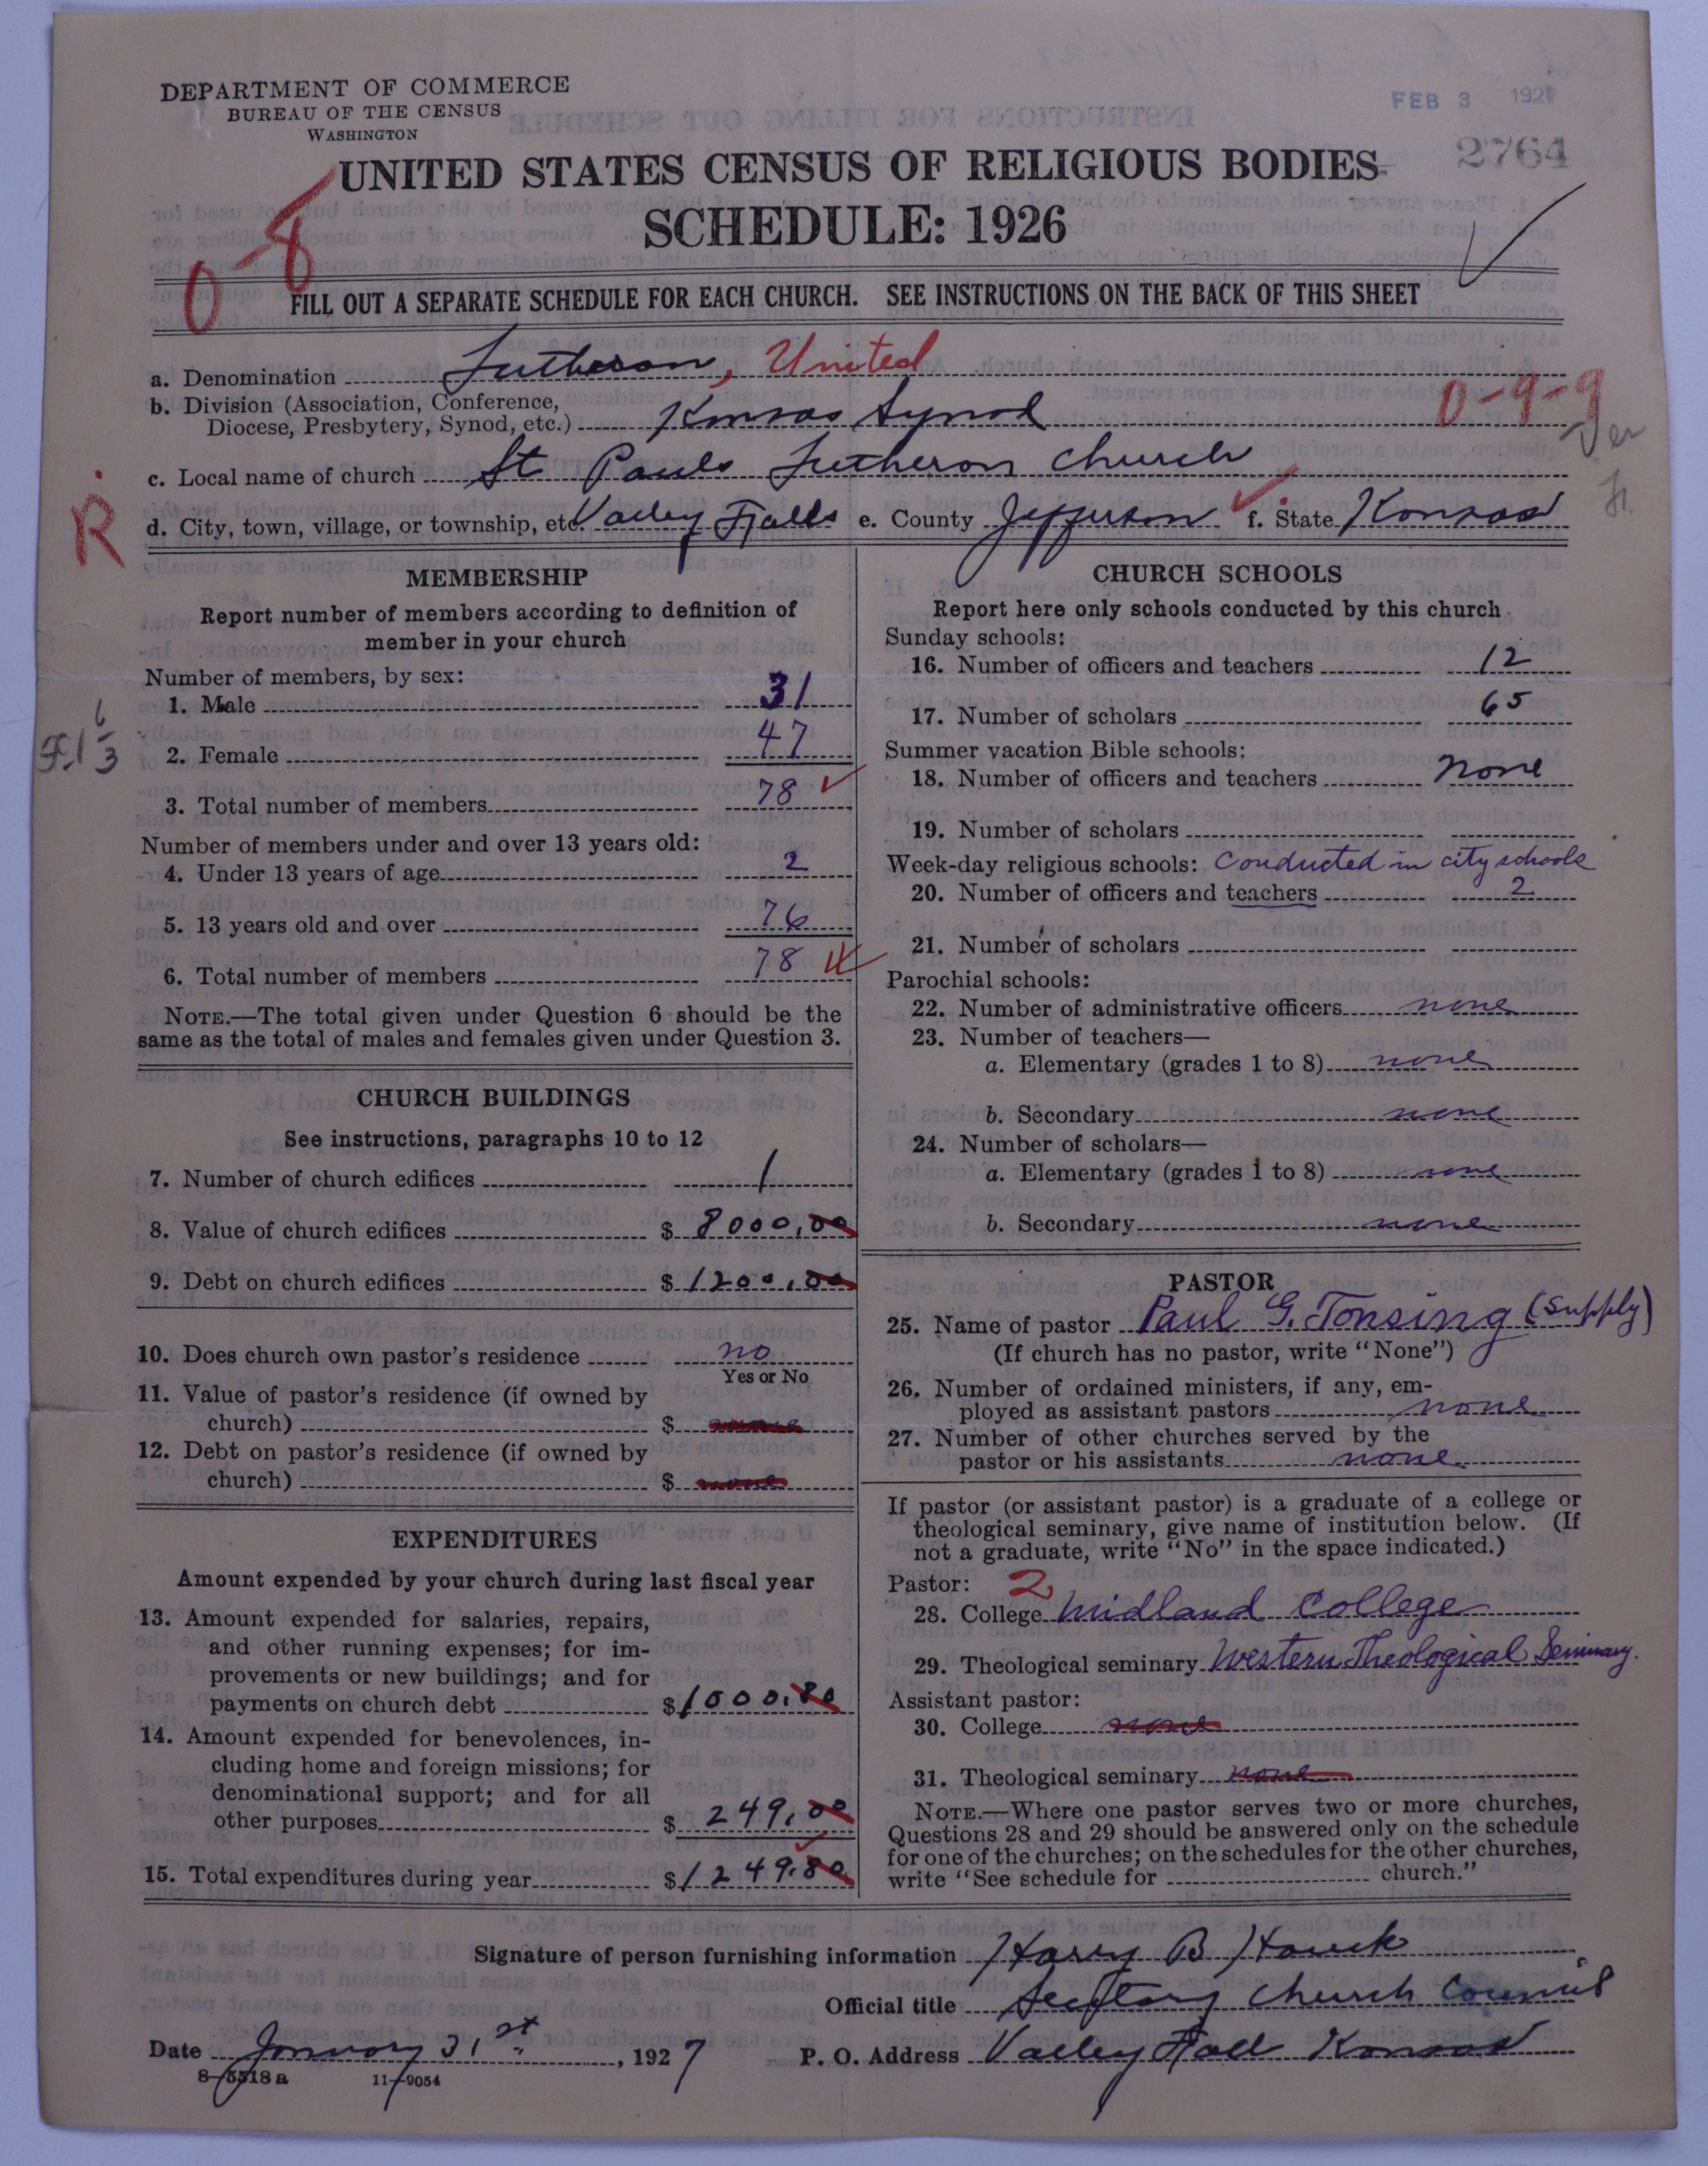 DEPARTMENT OF COMMERCE
BUREAU OF THE CENSUS
WASHINGTON
FEB 3 1927
2764
UNITED STATES CENSUS OF RELIGIOUS BODIES
SCHEDULE: 1926
0-8
FILL OUT A SEPARATE SCHEDULE FOR EACH CHURCH. SEE INSTRUCTIONS ON THE BACK OF THIS SHEET
a. Denomination Lutheran, United
b. Division (Association, Conference,
Diocese, Presbytery, Synod, etc.) Kansas Synod
0-9-9
c. Local name of church St Pauls Lutheran church
R
d. City, town, village, or township, etc. Valley Falls e. County Jefferson f. State Kansas
MEMBERSHIP
Report number of members according to definition of
member in your church
Number of members, by sex:
1. Male 31
2. Female 47
3. Total number of members 78
Number of members under and over 13 years old:
4. Under 13 years of age 2
5. 13 years old and over 76
6. Total number of members 78
NOTE.—The total given under Question 6 should be the
same as the total of males and females given under Question 3.
CHURCH BUILDINGS
See instructions, paragraphs 10 to 12
7. Number of church edifices 1
8. Value of church edifices $ 8000.00
9. Debt on church edifices $ 1200.00
10. Does church own pastor's residence no
Yes or No
11. Value of pastor's residence (if owned by
church) $ none
12. Debt on pastor's residence (if owned by
church) $ none
EXPENDITURES
Amount expended by your church during last fiscal year
13. Amount expended for salaries, repairs,
and other running expenses; for im-
provements or new buildings; and for
payments on church debt $ 1000.80
14. Amount expended for benevolences, in-
cluding home and foreign missions; for
denominational support; and for all
other purposes $ 249.00
15. Total expenditures during year $ 1249.80
CHURCH SCHOOLS
Report here only schools conducted by this church
Sunday schools:
16. Number of officers and teachers 12
17. Number of scholars 65
Summer vacation Bible schools:
18. Number of officers and teachers none
19. Number of scholars
Week-day religious schools: Conducted in city schools
20. Number of officers and teachers 2
21. Number of scholars
Parochial schools:
22. Number of administrative officers none
23. Number of teachers—
a. Elementary (grades 1 to 8) none
b. Secondary none
24. Number of scholars—
a. Elementary (grades 1 to 8) none
b. Secondary none
PASTOR
25. Name of pastor Paul G. Tonsing (Supply)
(If church has no pastor, write "None")
26. Number of ordained ministers, if any, em-
ployed as assistant pastors none
27. Number of other churches served by the
pastor or his assistants none
If pastor (or assistant pastor) is a graduate of a college or
theological seminary, give name of institution below. (If
not a graduate, write "No" in the space indicated.)
Pastor: 2
28. College Midland College
29. Theological seminary Western Theological Seminary.
Assistant pastor:
30. College none
31. Theological seminary none
NOTE.—Where one pastor serves two or more churches,
Questions 28 and 29 should be answered only on the schedule
for one of the churches; on the schedules for the other churches,
write "See schedule for church."
Signature of person furnishing information Harry B Hauck
Official title Secftary Church Council
Date January 31st, 1927 P. O. Address Valley Fall Kansas
8-5518a 11-9054